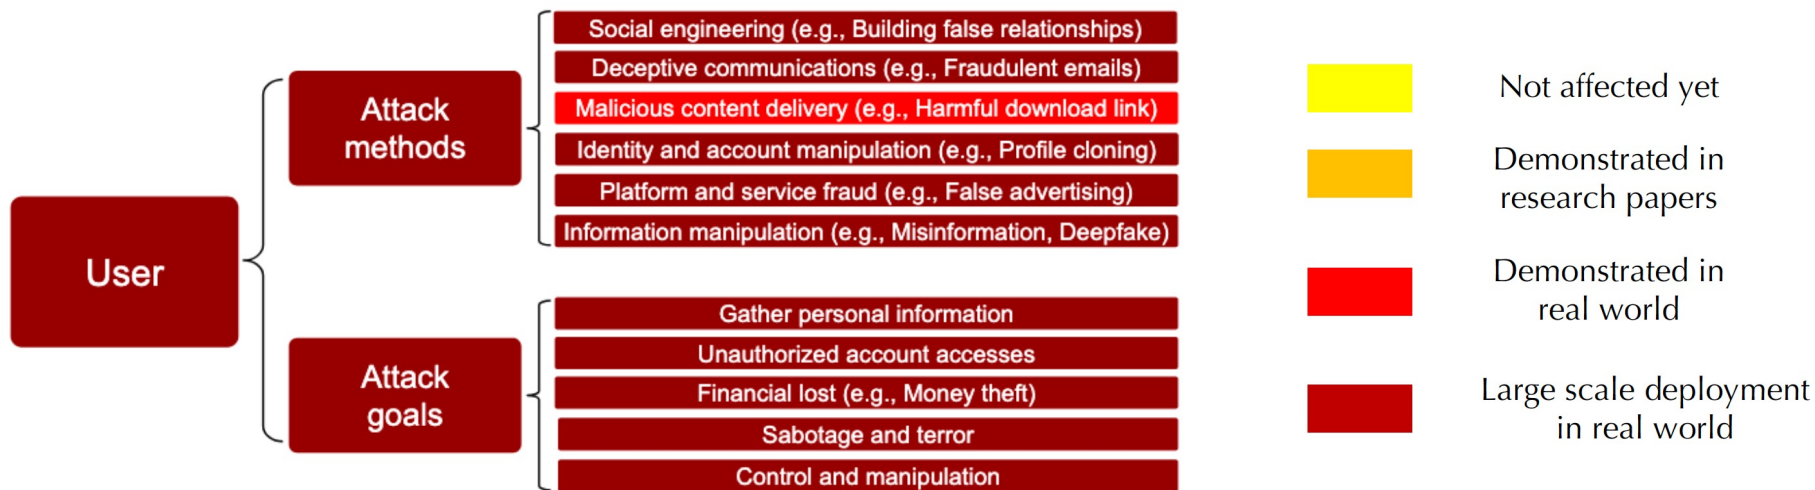 User
Attack
methods
Social engineering (e.g., Building false relationships)
Deceptive communications (e.g., Fraudulent emails)
Malicious content delivery (e.g., Harmful download link)
Identity and account manipulation (e.g., Profile cloning)
Platform and service fraud (e.g., False advertising)
Information manipulation (e.g., Misinformation, Deepfake)
Attack
goals
Gather personal information
Unauthorized account accesses
Financial lost (e.g., Money theft)
Sabotage and terror
Control and manipulation
Not affected yet
Demonstrated in
research papers
Demonstrated in
real world
Large scale deployment
in real world